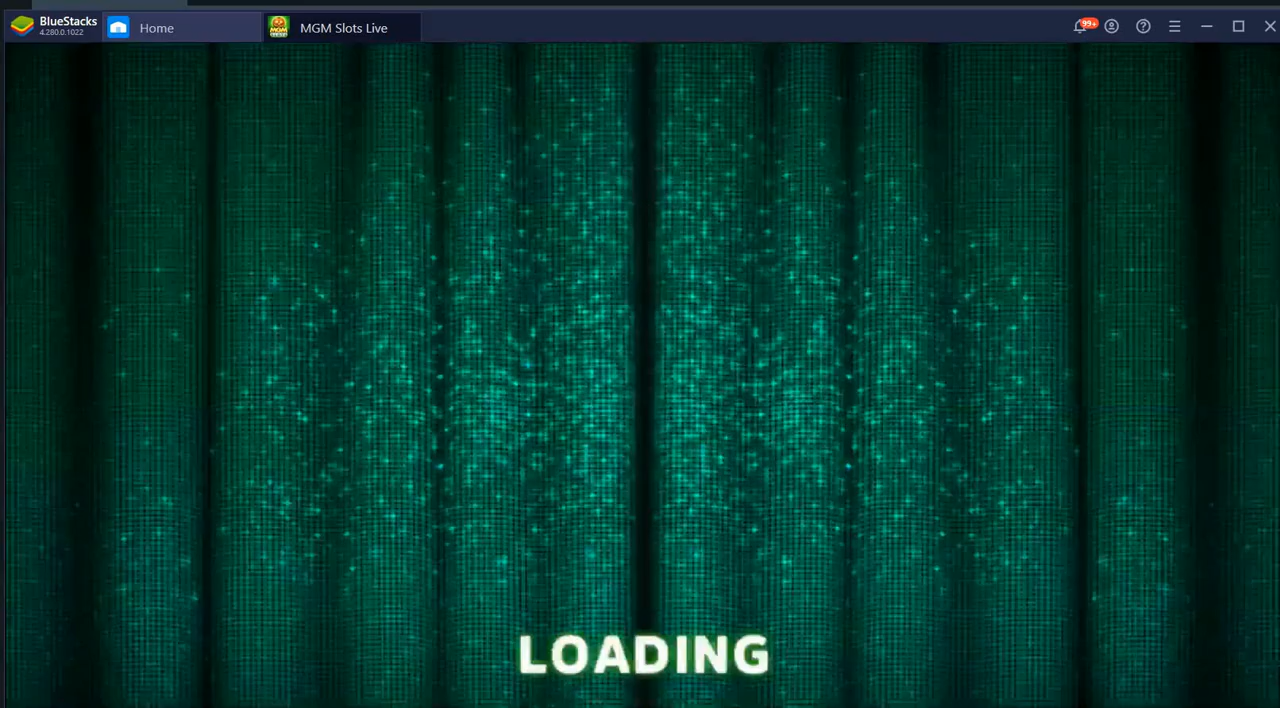 BlueStacks
4.280.0.1022
Home
MGM Slots Live
99+
LOADING